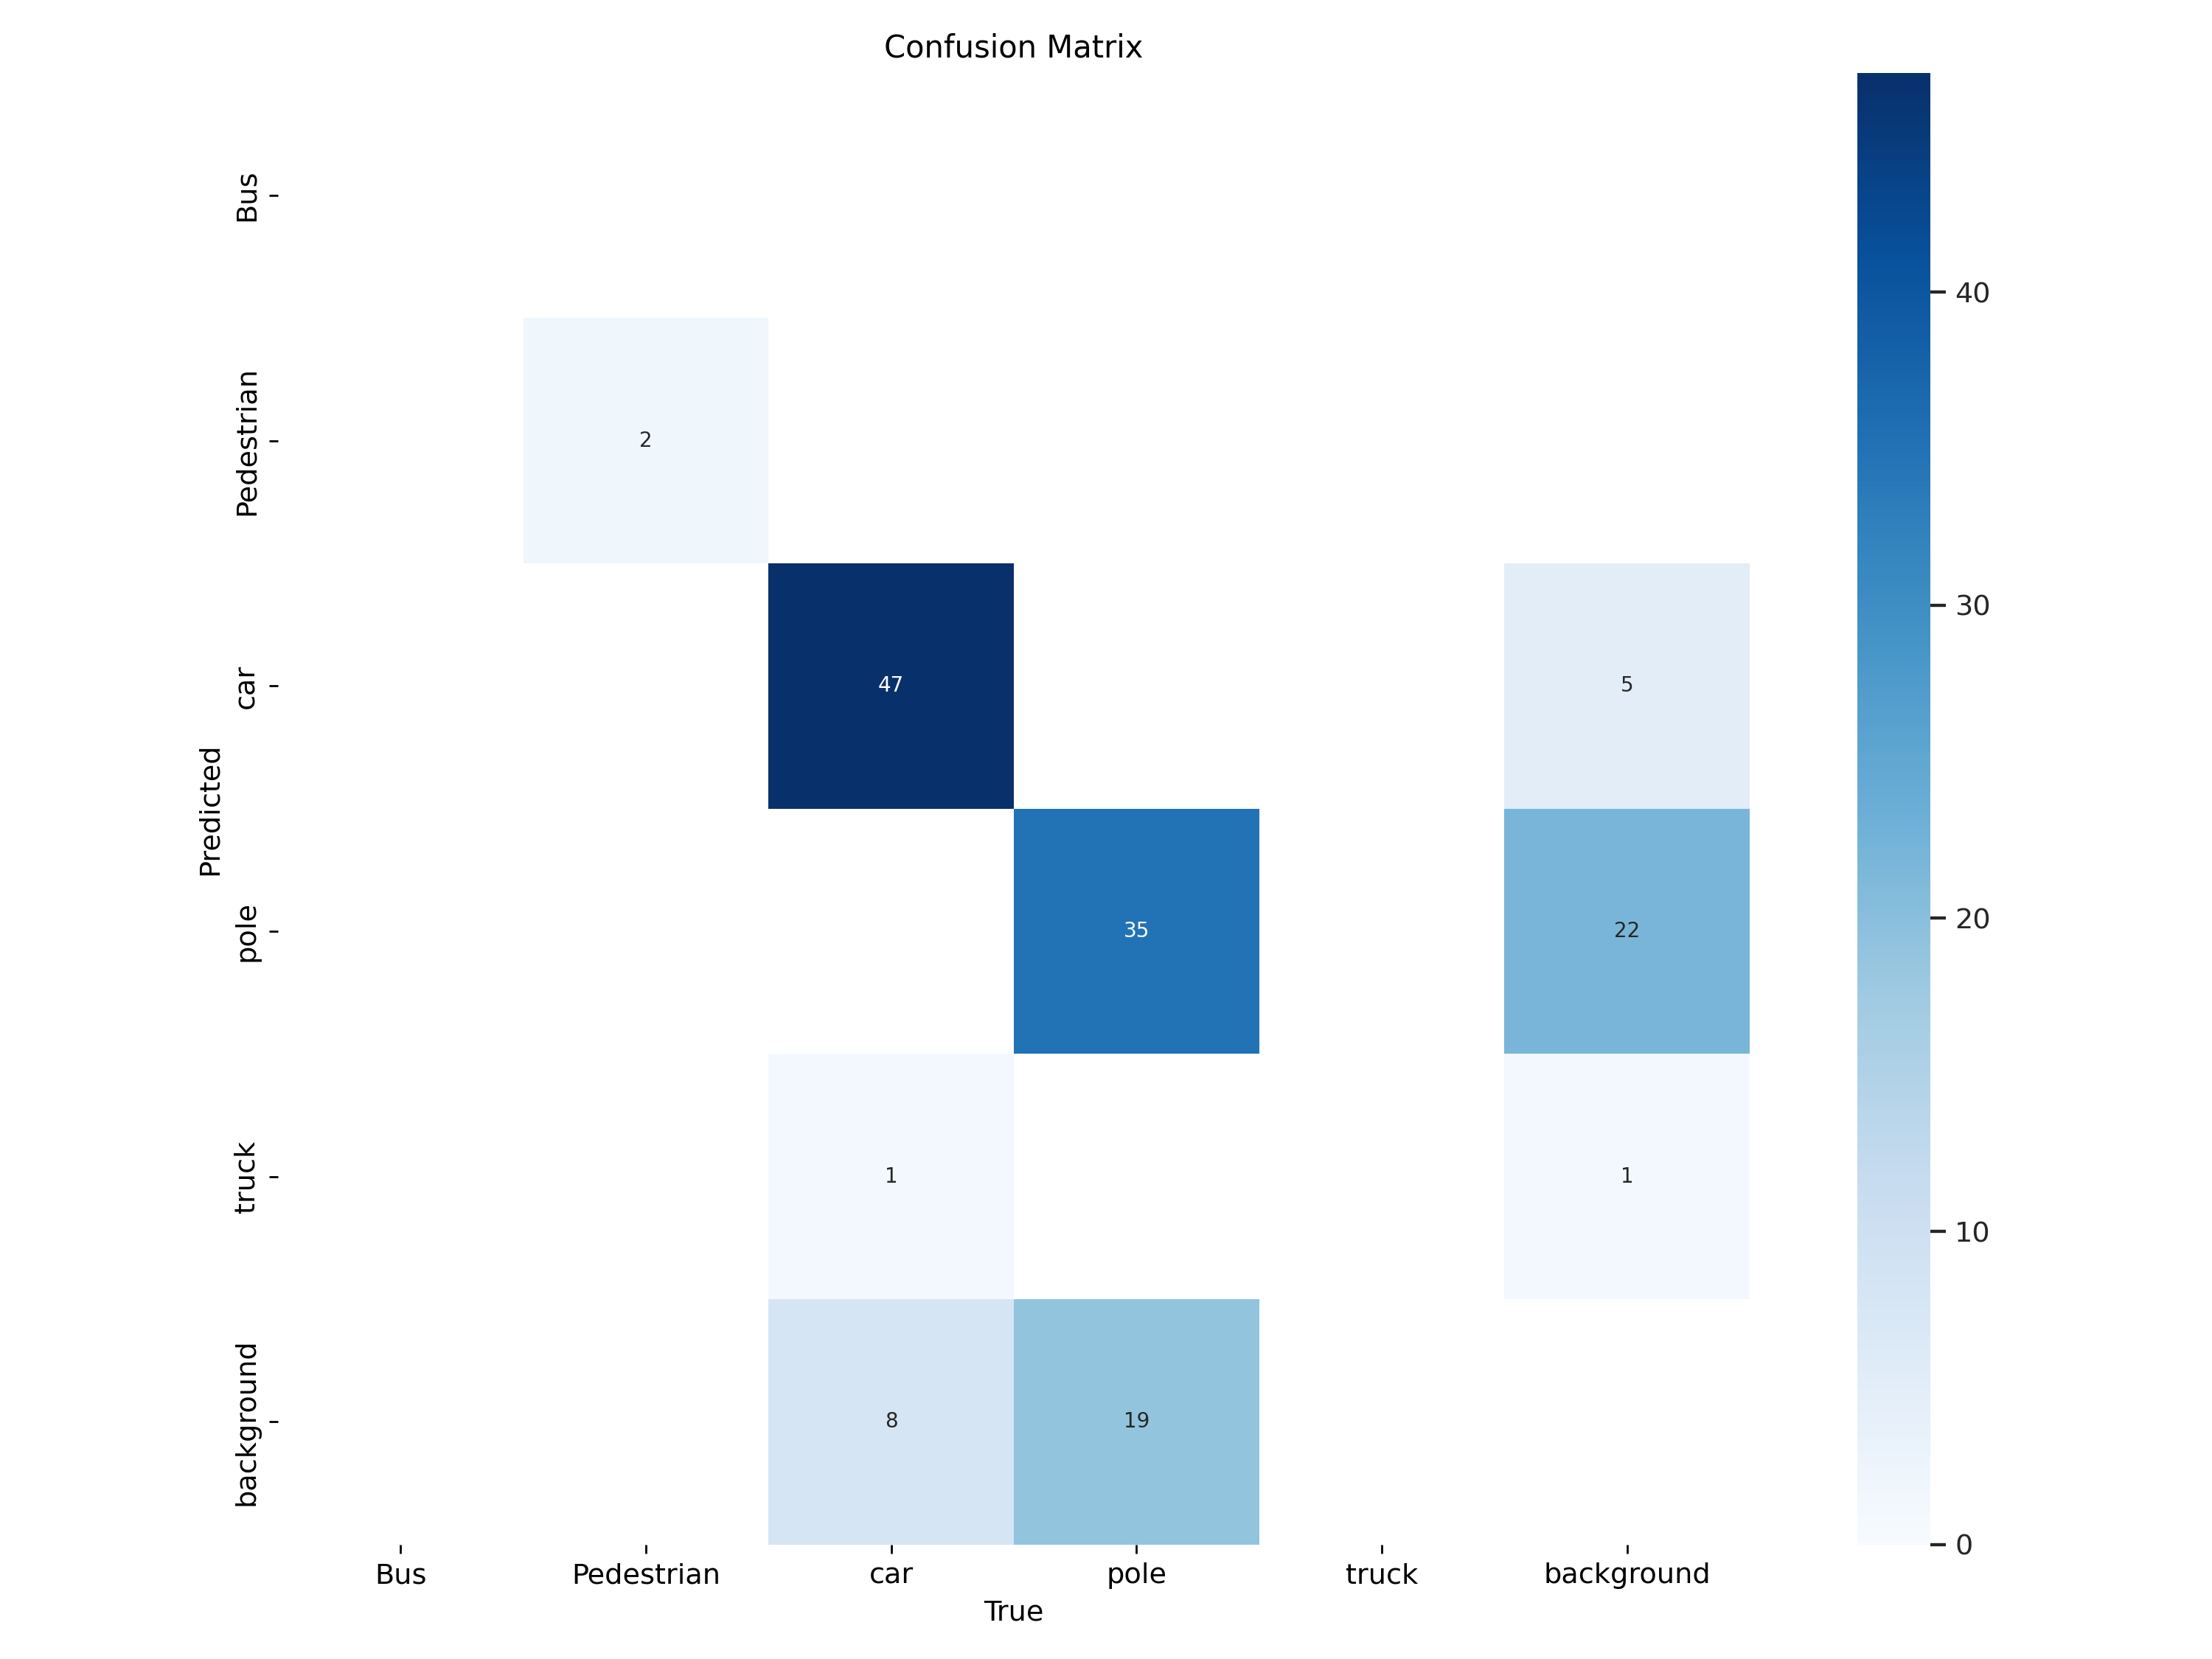 Confusion Matrix
Bus
Pedestrian
car
pole
truck
background
Predicted
2
47
5
35
22
1
1
8
19
Bus
Pedestrian
car
pole
truck
background
True
40
30
20
10
0